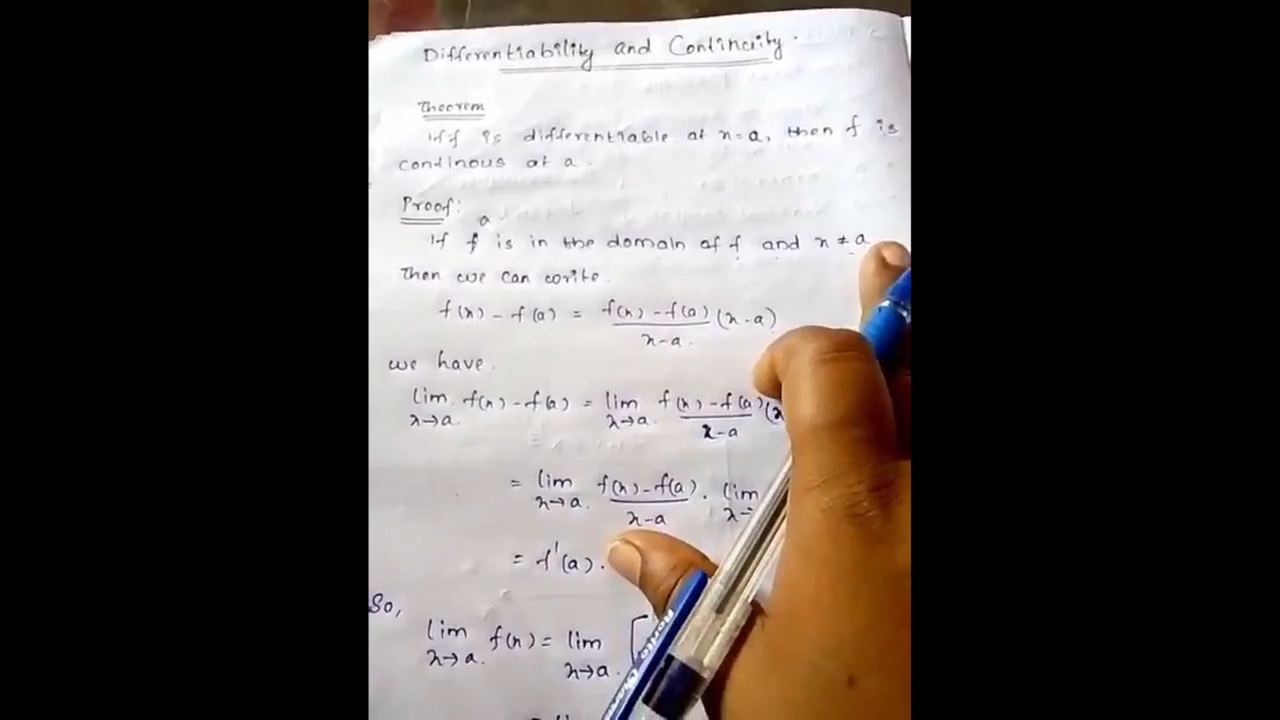 Differentiability and Continuity.
Theorem
If f is differentiable at x=a, then f is
continous at a.
Proof:
a
If f is in the domain of f and x ≠ a
Then we can write.
f(x) - f(a) = f(x) - f(a) / x-a. (x-a)
we have.
lim x→a. f(x) - f(a) = lim x→a. f(x) - f(a) / x-a (x
= lim x→a. f(x) - f(a) / x-a . lim x→
= f'(a).
So,
lim x→a. f(x) = lim x→a. [